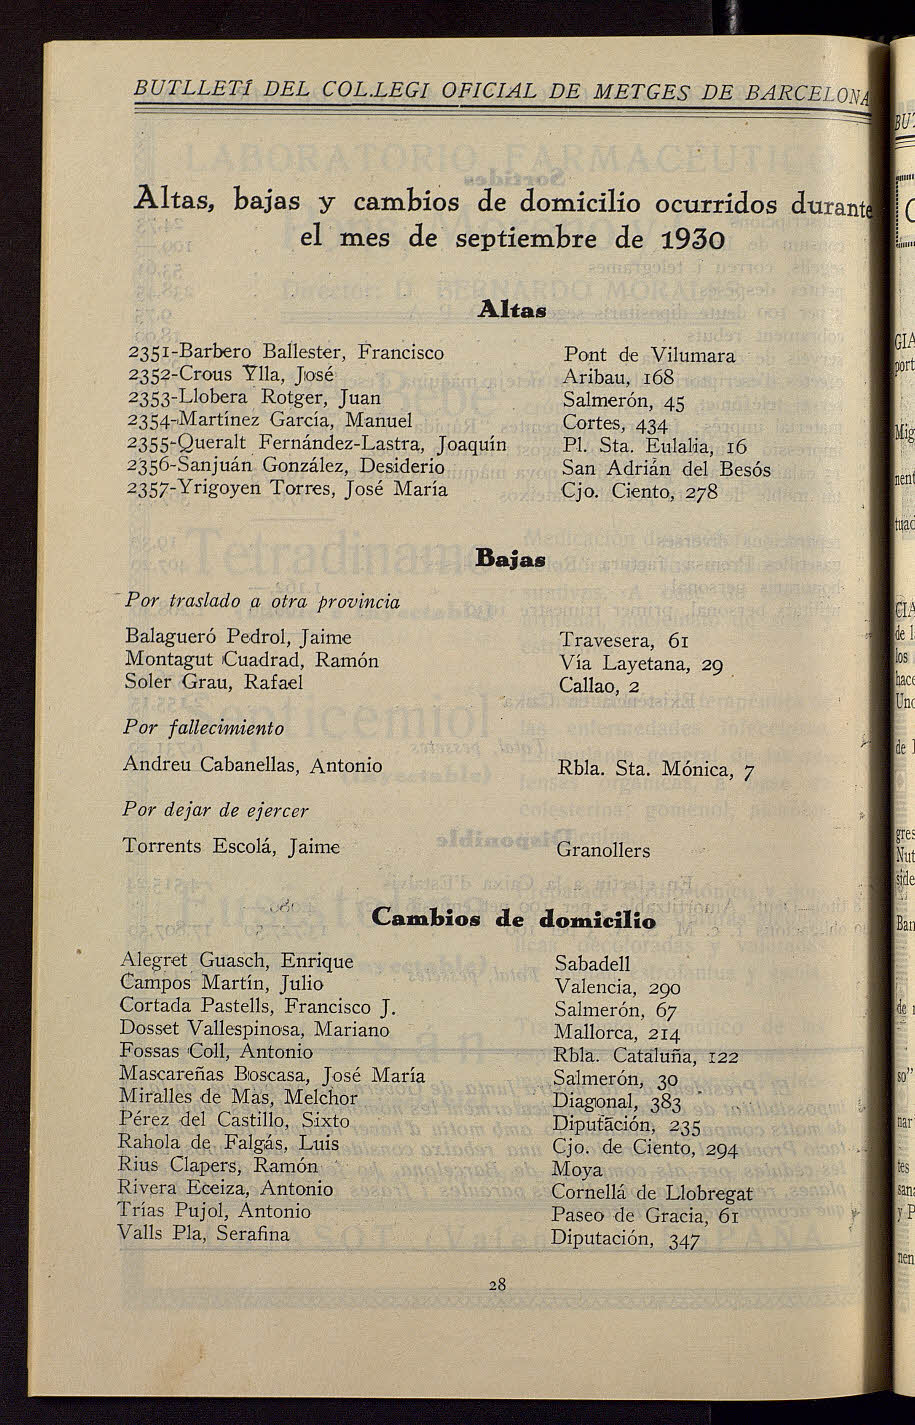 BUTLLETÍ DEL COL.LEGI OFICIAL DE METGES DE BARCELONA
Altas, bajas y cambios de domicilio ocurridos durante
el mes de septiembre de 1930
Altas
2351-Barbero Ballester, Francisco Pont de Vilumara
2352-Crous Ylla, José Aribau, 168
2353-Llobera Rotger, Juan Salmerón, 45
2354-Martínez García, Manuel Cortes, 434
2355-Queralt Fernández-Lastra, Joaquín Pl. Sta. Eulalia, 16
2356-Sanjuán González, Desiderio San Adrián del Besós
2357-Yrigoyen Torres, José María Cjo. Ciento, 278
Bajas
Por traslado a otra provincia
Balagueró Pedrol, Jaime Travesera, 61
Montagut Cuadrad, Ramón Vía Layetana, 29
Soler Grau, Rafael Callao, 2
Por fallecimiento
Andreu Cabanellas, Antonio Rbla. Sta. Mónica, 7
Por dejar de ejercer
Torrents Escolá, Jaime Granollers
Cambios de domicilio
Alegret Guasch, Enrique Sabadell
Campos Martín, Julio Valencia, 290
Cortada Pastells, Francisco J. Salmerón, 67
Dosset Vallespinosa, Mariano Mallorca, 214
Fossas Coll, Antonio Rbla. Cataluña, 122
Mascareñas Boscasa, José María Salmerón, 30
Miralles de Mas, Melchor Diagonal, 383
Pérez del Castillo, Sixto Diputación, 235
Rahola de Falgás, Luis Cjo. de Ciento, 294
Rius Clapers, Ramón Moya
Rivera Eceiza, Antonio Cornellá de Llobregat
Trías Pujol, Antonio Paseo de Gracia, 61
Valls Pla, Serafina Diputación, 347
28